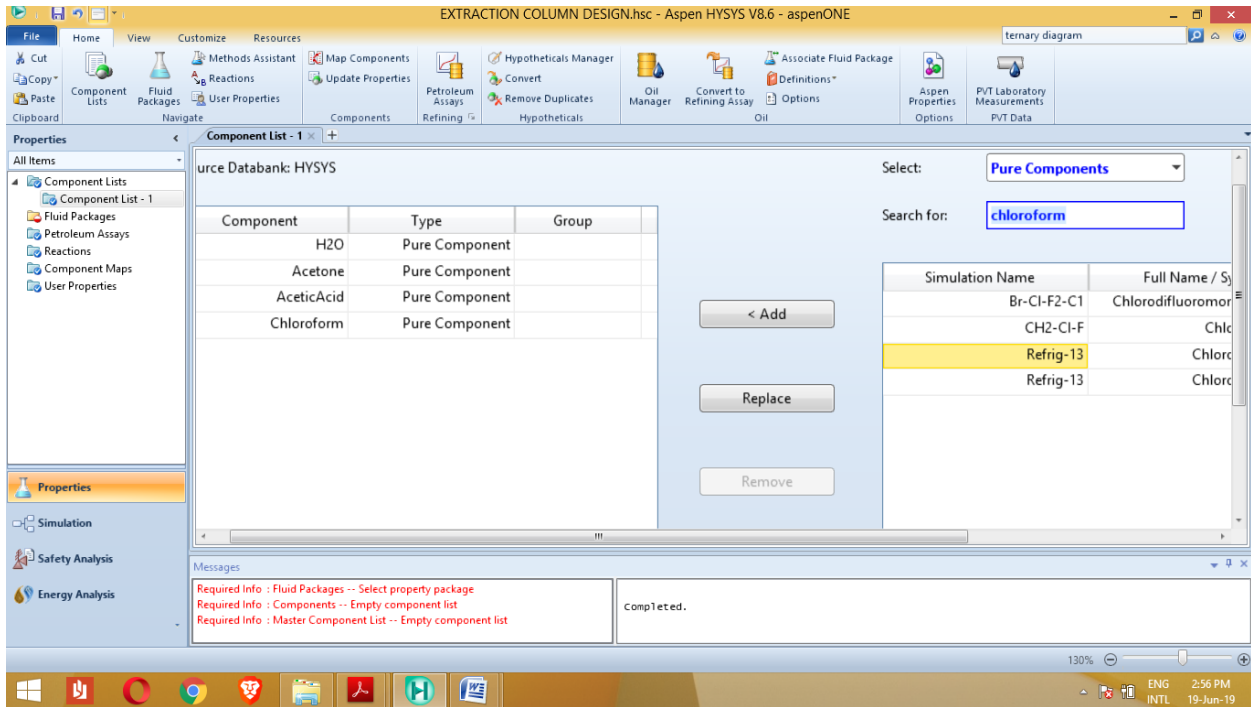 EXTRACTION COLUMN DESIGN.hsc - Aspen HYSYS V8.6 - aspenONE
File Home View Customize Resources ternary diagram
Cut
Copy
Paste
Clipboard
Component Lists
Fluid Packages
Methods Assistant
Reactions
User Properties
Navigate
Map Components
Update Properties
Components
Petroleum Assays
Refining
Hypotheticals Manager
Convert
Remove Duplicates
Hypotheticals
Oil Manager
Convert to Refining Assay
Associate Fluid Package
Definitions
Options
Oil
Aspen Properties
Options
PVT Laboratory Measurements
PVT Data
Properties <
All Items
Component Lists
Component List - 1
Fluid Packages
Petroleum Assays
Reactions
Component Maps
User Properties
Properties
Simulation
Safety Analysis
Energy Analysis
Component List - 1 × +
urce Databank: HYSYS
Component Type Group
H2O Pure Component
Acetone Pure Component
AceticAcid Pure Component
Chloroform Pure Component
< Add
Replace
Remove
Select: Pure Components
Search for: chloroform
Simulation Name Full Name / Sy
Br-Cl-F2-C1 Chlorodifluoromor
CH2-Cl-F Chlc
Refrig-13 Chlorc
Refrig-13 Chlorc
Messages
Required Info : Fluid Packages -- Select property package
Required Info : Components -- Empty component list
Required Info : Master Component List -- Empty component list
Completed.
130%
ENG 2:56 PM
INTL 19-Jun-19